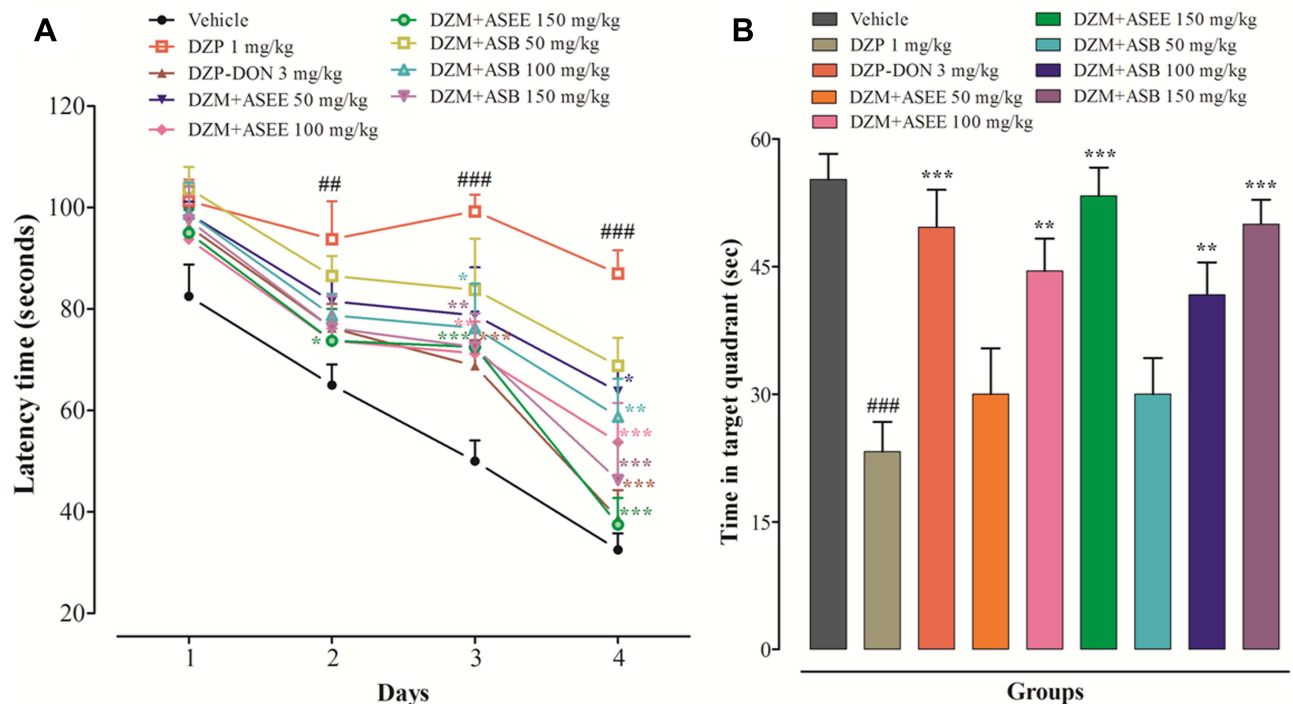 A
Vehicle
DZP 1 mg/kg
DZP-DON 3 mg/kg
DZM+ASEE 50 mg/kg
DZM+ASEE 100 mg/kg
DZM+ASEE 150 mg/kg
DZM+ASB 50 mg/kg
DZM+ASB 100 mg/kg
DZM+ASB 150 mg/kg
Latency time (seconds)
120
100
80
60
40
20
##
###
###
*
*
**
**
*** ***
*
**
***
***
***
***
1 2 3 4
Days
B
Vehicle
DZP 1 mg/kg
DZP-DON 3 mg/kg
DZM+ASEE 50 mg/kg
DZM+ASEE 100 mg/kg
DZM+ASEE 150 mg/kg
DZM+ASB 50 mg/kg
DZM+ASB 100 mg/kg
DZM+ASB 150 mg/kg
Time in target quadrant (sec)
60
45
30
15
0
###
***
**
***
**
***
Groups